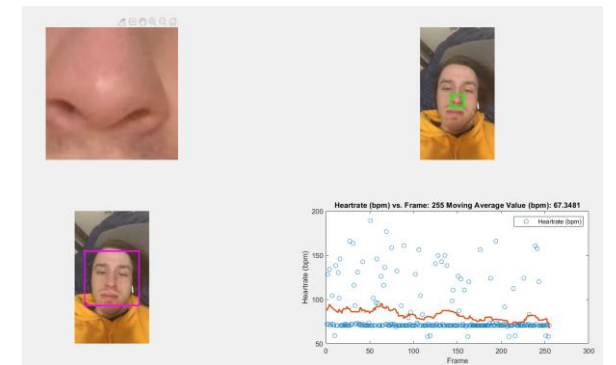 Heartrate (bpm) vs. Frame: 255 Moving Average Value (bpm): 67.3481
Heartrate (bpm)
200
150
100
50
Heartrate (bpm)
0 50 100 150 200 250 300
Frame